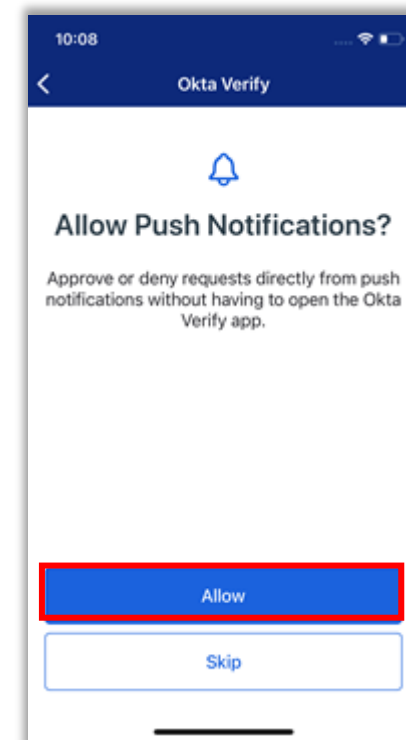 10:08
Okta Verify
Allow Push Notifications?
Approve or deny requests directly from push
notifications without having to open the Okta
Verify app.
Allow
Skip